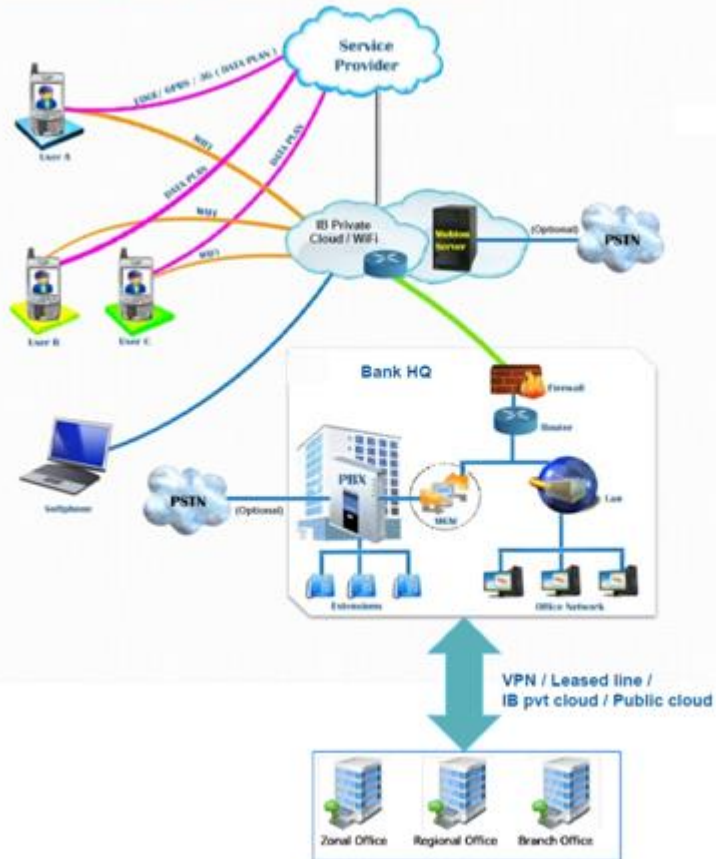 Service
Provider
EDGE/ GPRS / 3G ( DATA PLAN )
User A
WIFI
DATA PLAN
DATA PLAN
WIFI
WIFI
IB Private
Cloud / WiFi
Server
(Optional)
PSTN
User B
User C
Bank HQ
Firewall
Router
Softphone
PSTN
(Optional)
PBX
Lan
Extensions
Office Network
VPN / Leased line /
IB pvt cloud / Public cloud
Zonal Office
Regional Office
Branch Office